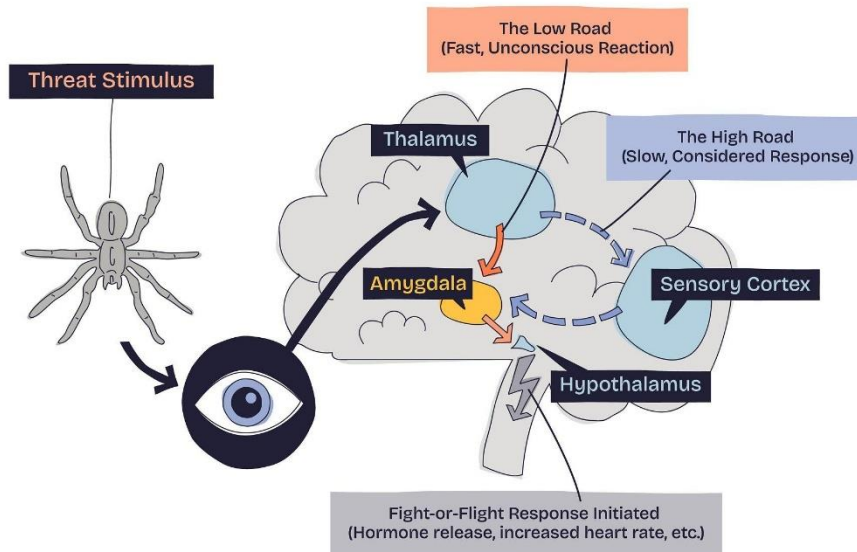 The Low Road
(Fast, Unconscious Reaction)
Threat Stimulus
Thalamus
The High Road
(Slow, Considered Response)
Amygdala
Sensory Cortex
Hypothalamus
Fight-or-Flight Response Initiated
(Hormone release, increased heart rate, etc.)